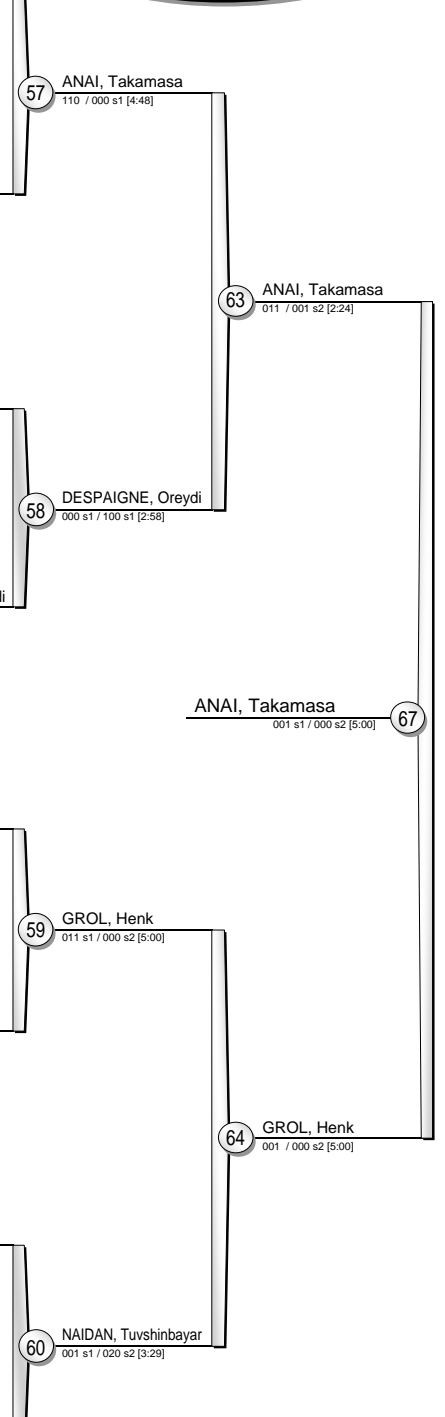 57
ANAI, Takamasa
110 / 000 s1 [4:48]
63
ANAI, Takamasa
011 / 001 s2 [2:24]
58
DESPAIGNE, Oreydi
000 s1 / 100 s1 [2:58]
ANAI, Takamasa
001 s1 / 000 s2 [5:00]
67
59
GROL, Henk
011 s1 / 000 s2 [5:00]
64
GROL, Henk
001 / 000 s2 [5:00]
60
NAIDAN, Tuvshinbayar
001 s1 / 020 s2 [3:29]